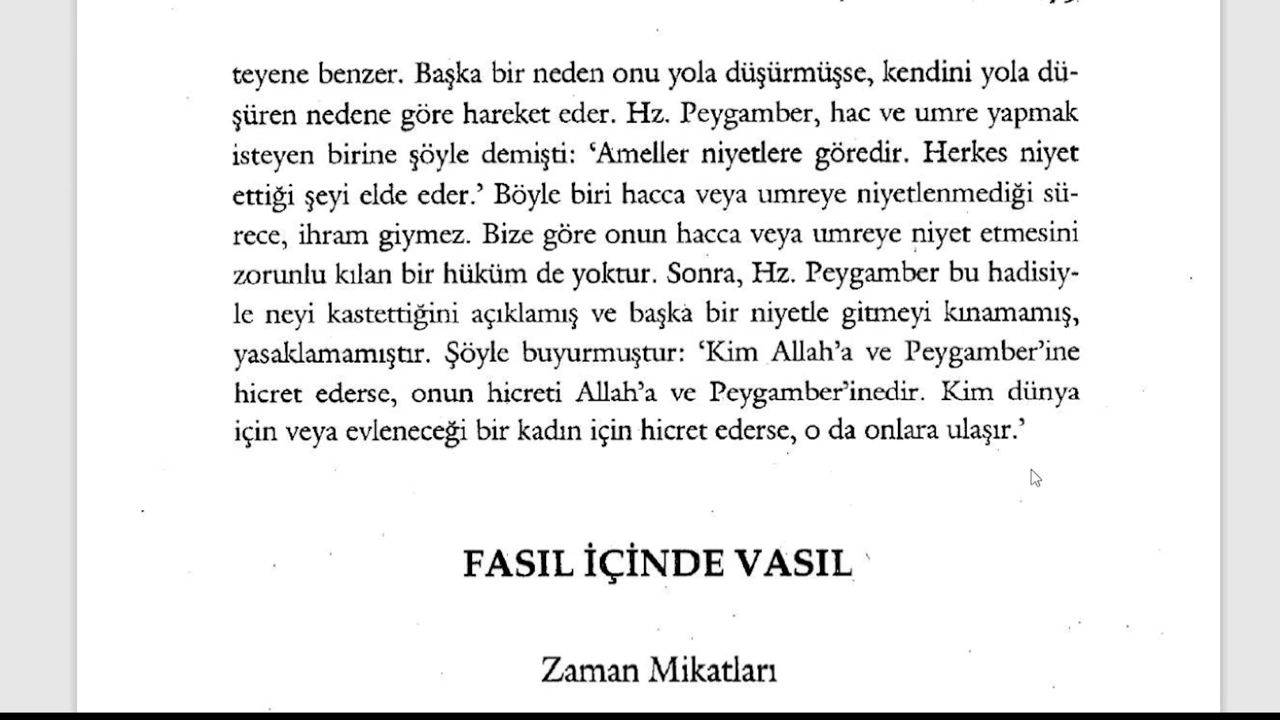 teyene benzer. Başka bir neden onu yola düşürmüşse, kendini yola dü-
şüren nedene göre hareket eder. Hz. Peygamber, hac ve umre yapmak
isteyen birine şöyle demişti: ‘Ameller niyetlere göredir. Herkes niyet
ettiği şeyi elde eder.’ Böyle biri hacca veya umreye niyetlenmediği sü-
rece, ihram giymez. Bize göre onun hacca veya umreye niyet etmesini
zorunlu kılan bir hüküm de yoktur. Sonra, Hz. Peygamber bu hadisiy-
le neyi kastettiğini açıklamış ve başka bir niyetle gitmeyi kınamamış,
yasaklamamıştır. Şöyle buyurmuştur: ‘Kim Allah’a ve Peygamber’ine
hicret ederse, onun hicreti Allah’a ve Peygamber’inedir. Kim dünya
için veya evleneceği bir kadın için hicret ederse, o da onlara ulaşır.’
FASIL İÇİNDE VASIL
Zaman Mikatları